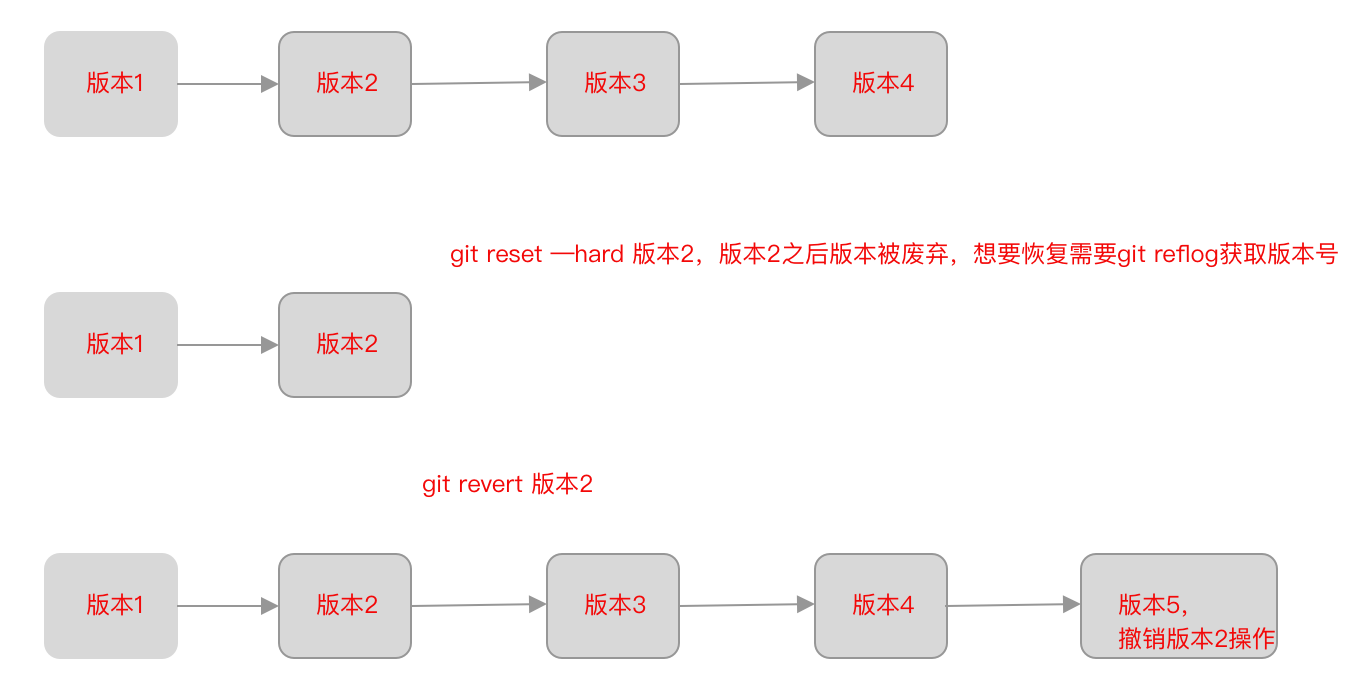 版本1
版本2
版本3
版本4
git reset —hard 版本2，版本2之后版本被废弃，想要恢复需要git reflog获取版本号
版本1
版本2
git revert 版本2
版本1
版本2
版本3
版本4
版本5，
撤销版本2操作